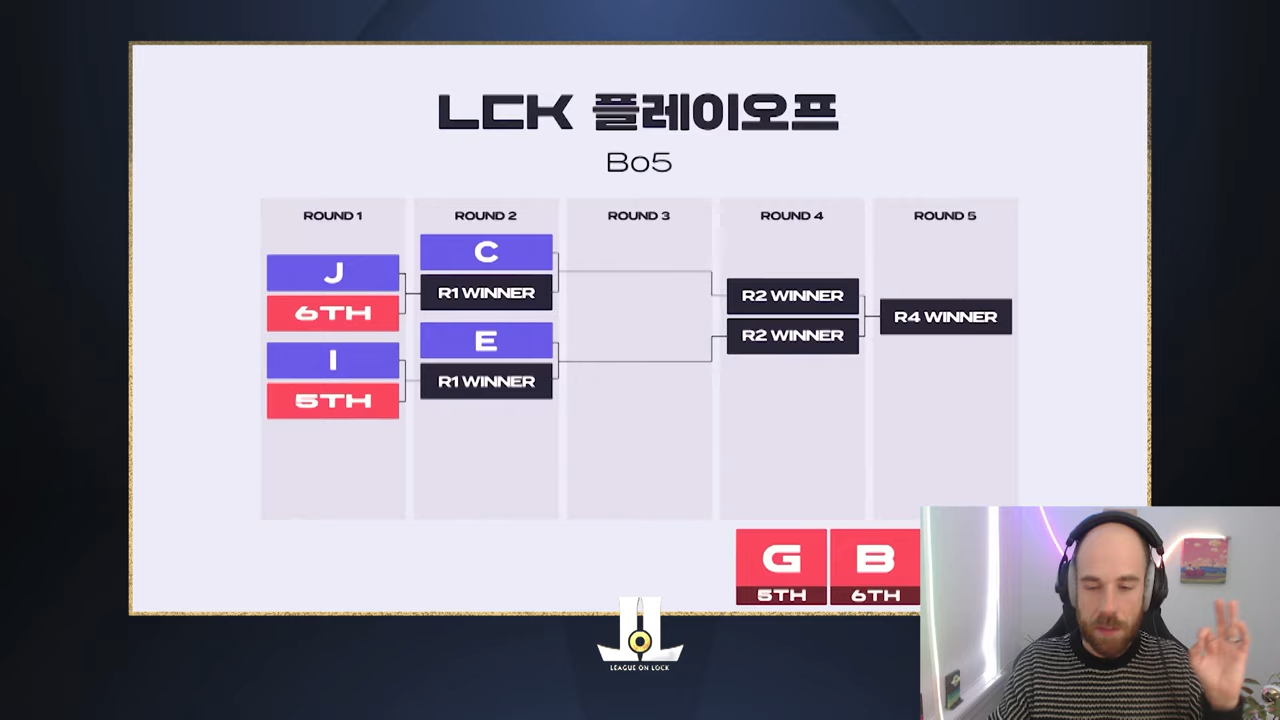 LCK 플레이오프
Bo5
ROUND 1
ROUND 2
ROUND 3
ROUND 4
ROUND 5
J
6TH
I
5TH
C
R1 WINNER
E
R1 WINNER
R2 WINNER
R2 WINNER
R4 WINNER
G
5TH
B
6TH
LEAGUE ON LOCK